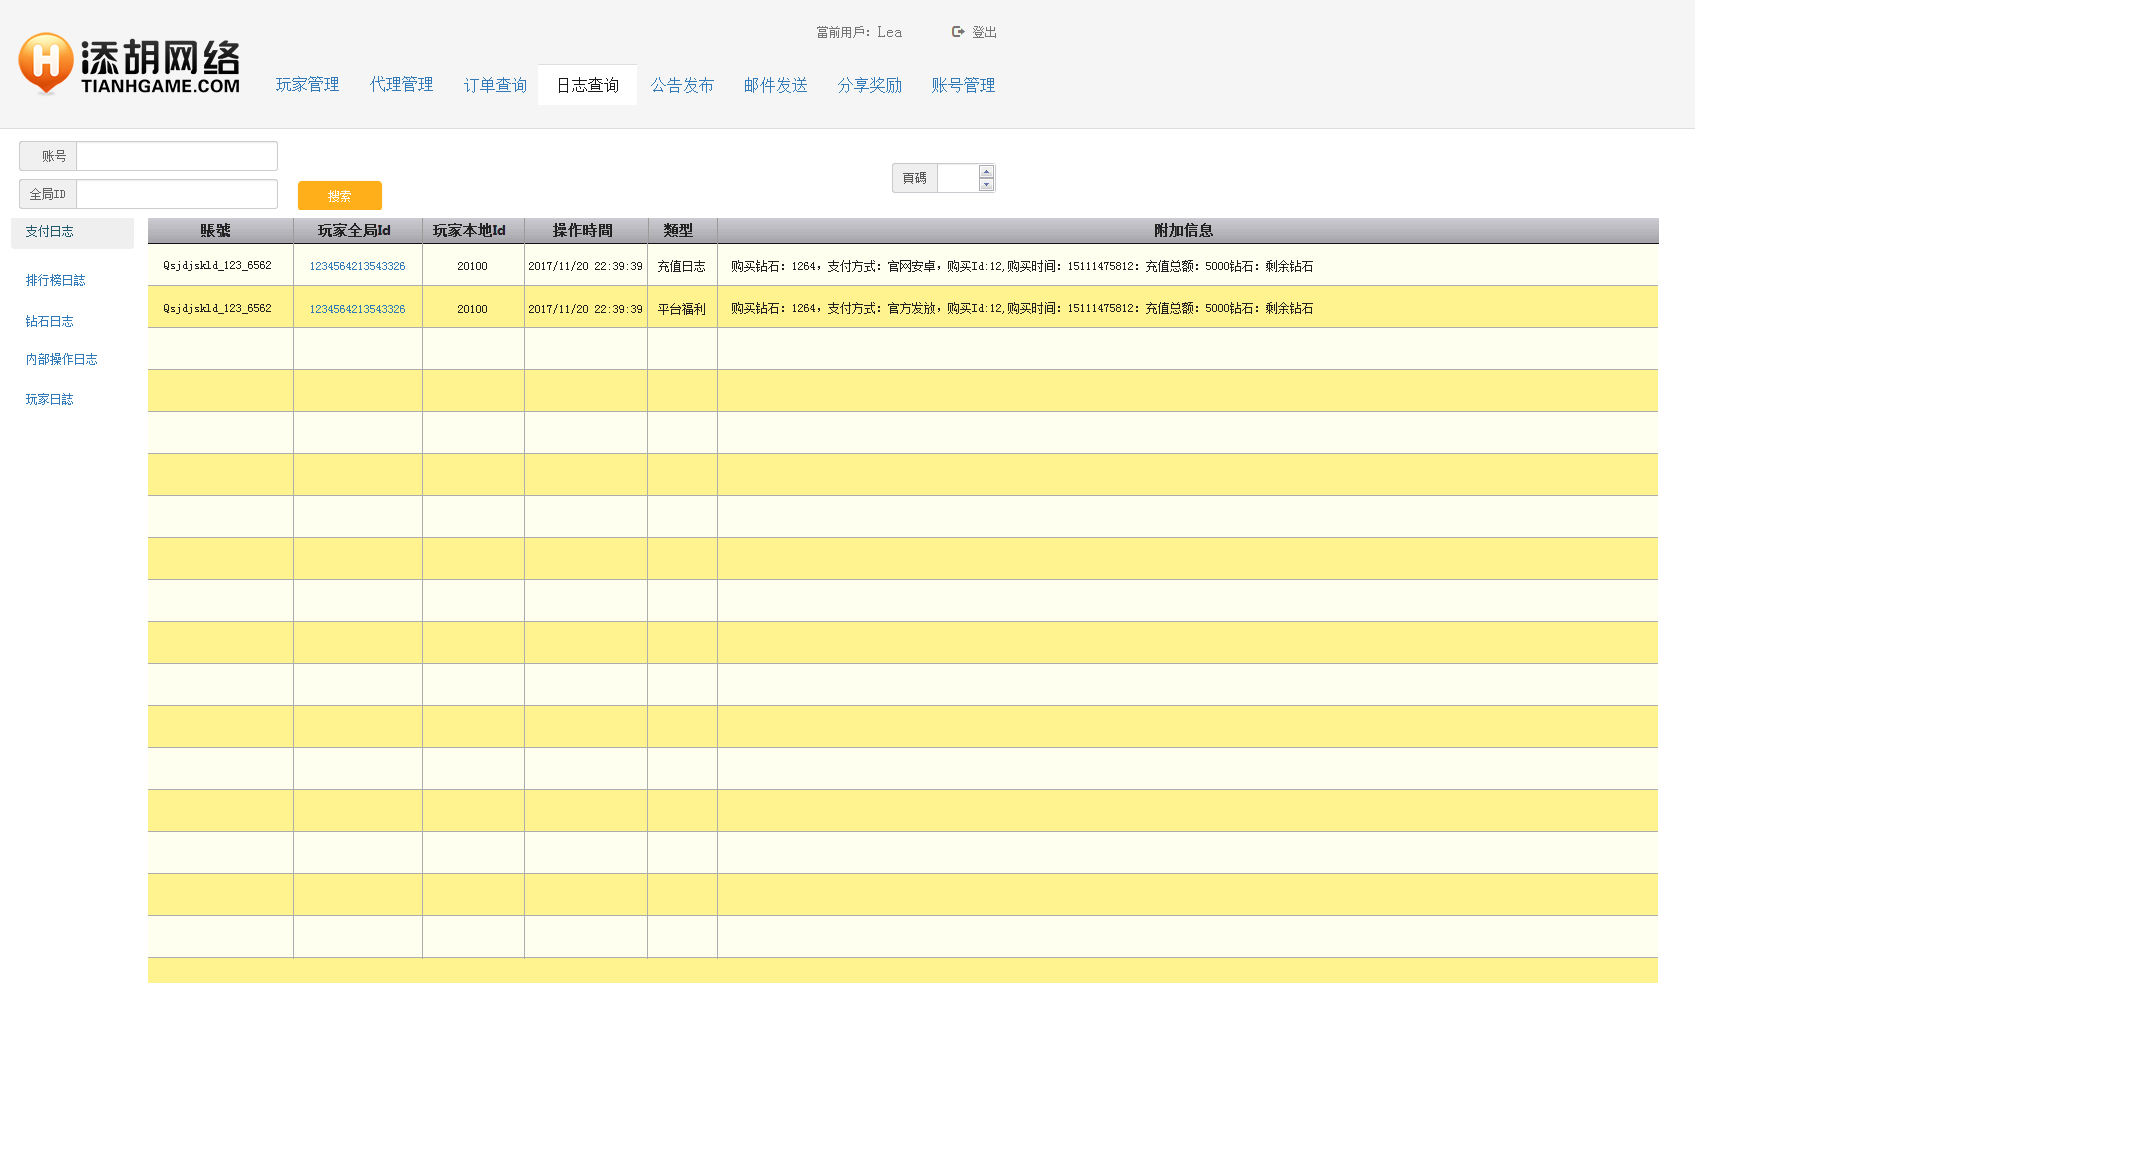 當前用戶：Lea 登出
添胡网络
TIANHGAME.COM
玩家管理 代理管理 订单查询 日志查询 公告发布 邮件发送 分享奖励 账号管理
账号
頁碼
全局ID 搜索
支付日志
排行榜日誌
钻石日志
内部操作日志
玩家日誌
賬號 玩家全局Id 玩家本地Id 操作時間 類型 附加信息
Qsjdjskld_123_6562 1234564213543326 20100 2017/11/20 22:39:39 充值日志 购买钻石：1264，支付方式：官网安卓，购买Id:12,购买时间：15111475812：充值总额：5000钻石：剩余钻石
Qsjdjskld_123_6562 1234564213543326 20100 2017/11/20 22:39:39 平台福利 购买钻石：1264，支付方式：官方发放，购买Id:12,购买时间：15111475812：充值总额：5000钻石：剩余钻石